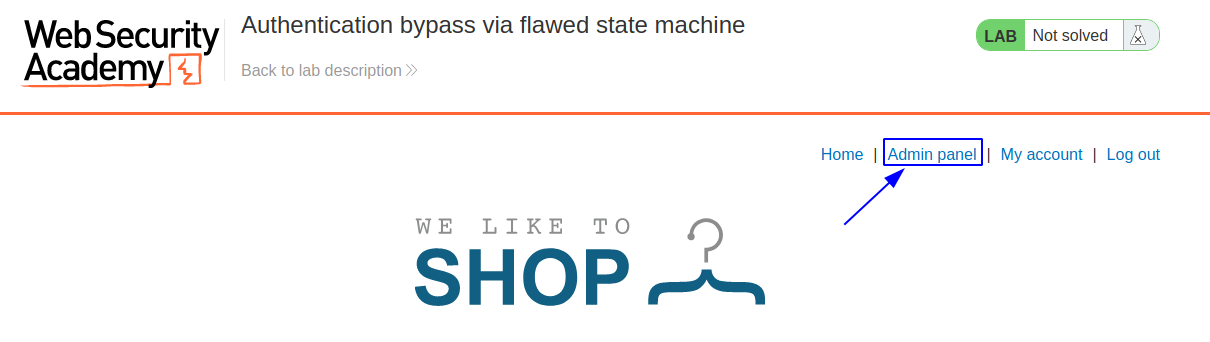 Web Security Academy
Authentication bypass via flawed state machine
Back to lab description
LAB Not solved
Home | Admin panel | My account | Log out
WE LIKE TO
SHOP